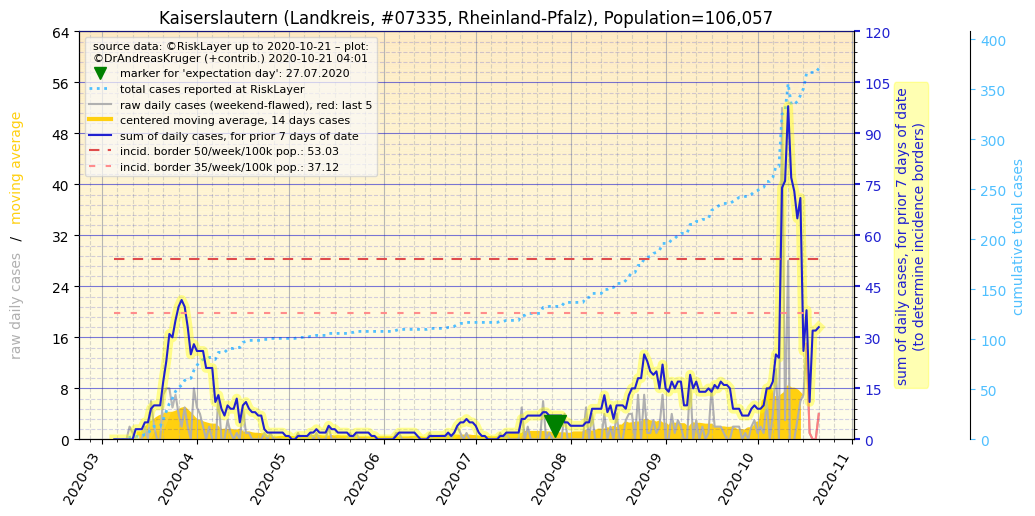 Kaiserslautern (Landkreis, #07335, Rheinland-Pfalz), Population=106,057
source data: ©RiskLayer up to 2020-10-21 – plot:
©DrAndreasKruger (+contrib.) 2020-10-21 04:01
marker for 'expectation day': 27.07.2020
total cases reported at RiskLayer
raw daily cases (weekend-flawed), red: last 5
centered moving average, 14 days cases
sum of daily cases, for prior 7 days of date
incid. border 50/week/100k pop.: 53.03
incid. border 35/week/100k pop.: 37.12
raw daily cases / moving average
64
56
48
40
32
24
16
8
0
2020-03
2020-04
2020-05
2020-06
2020-07
2020-08
2020-09
2020-10
2020-11
120
105
90
75
60
45
30
15
0
sum of daily cases, for prior 7 days of date
(to determine incidence borders)
400
350
300
250
200
150
100
50
0
cumulative total cases